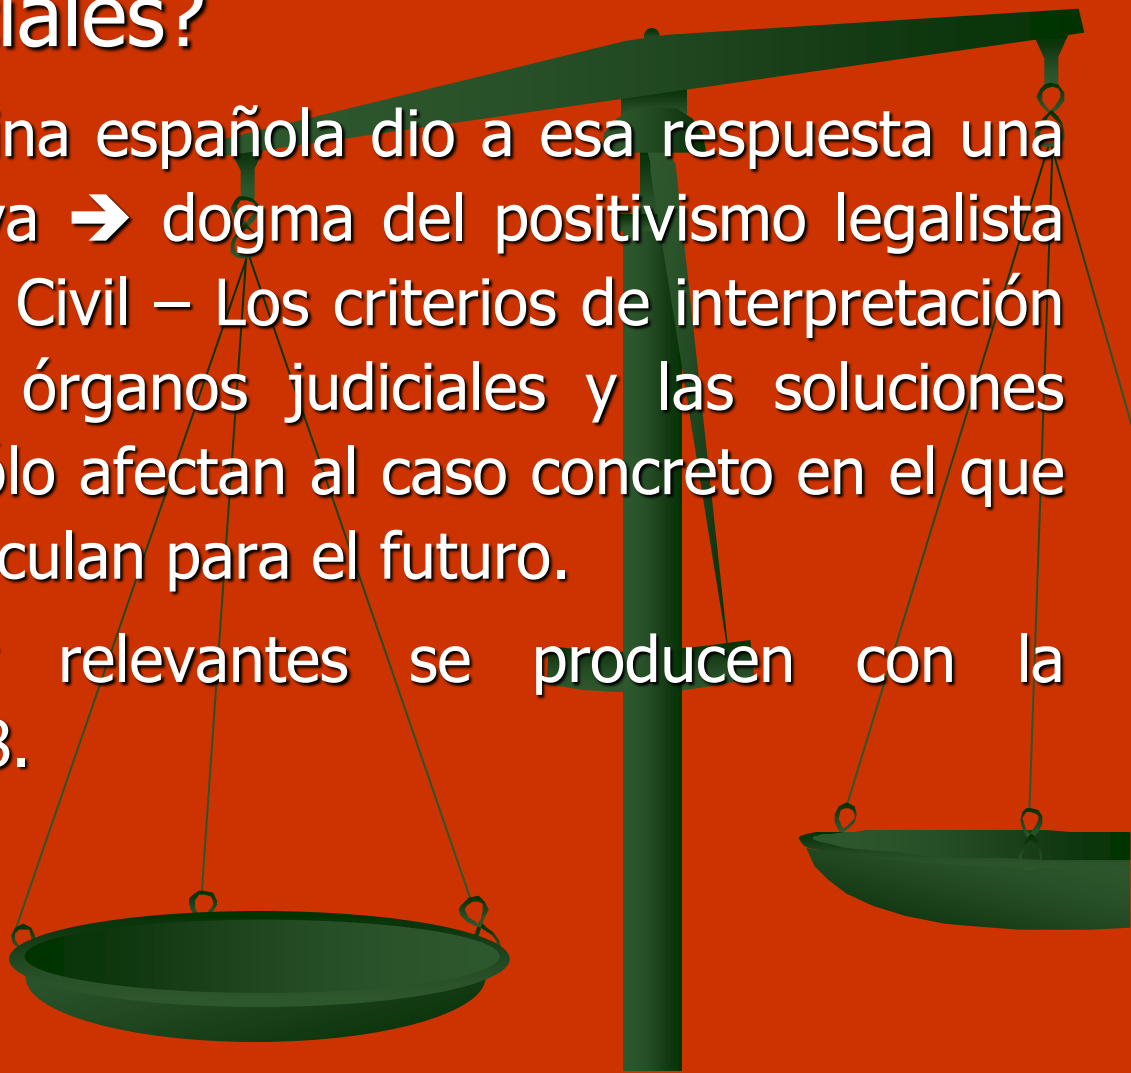 iales?
ina española dio a esa respuesta una
va ➔ dogma del positivismo legalista
Civil – Los criterios de interpretación
órganos judiciales y las soluciones
ólo afectan al caso concreto en el que
culan para el futuro.
relevantes se producen con la
3.